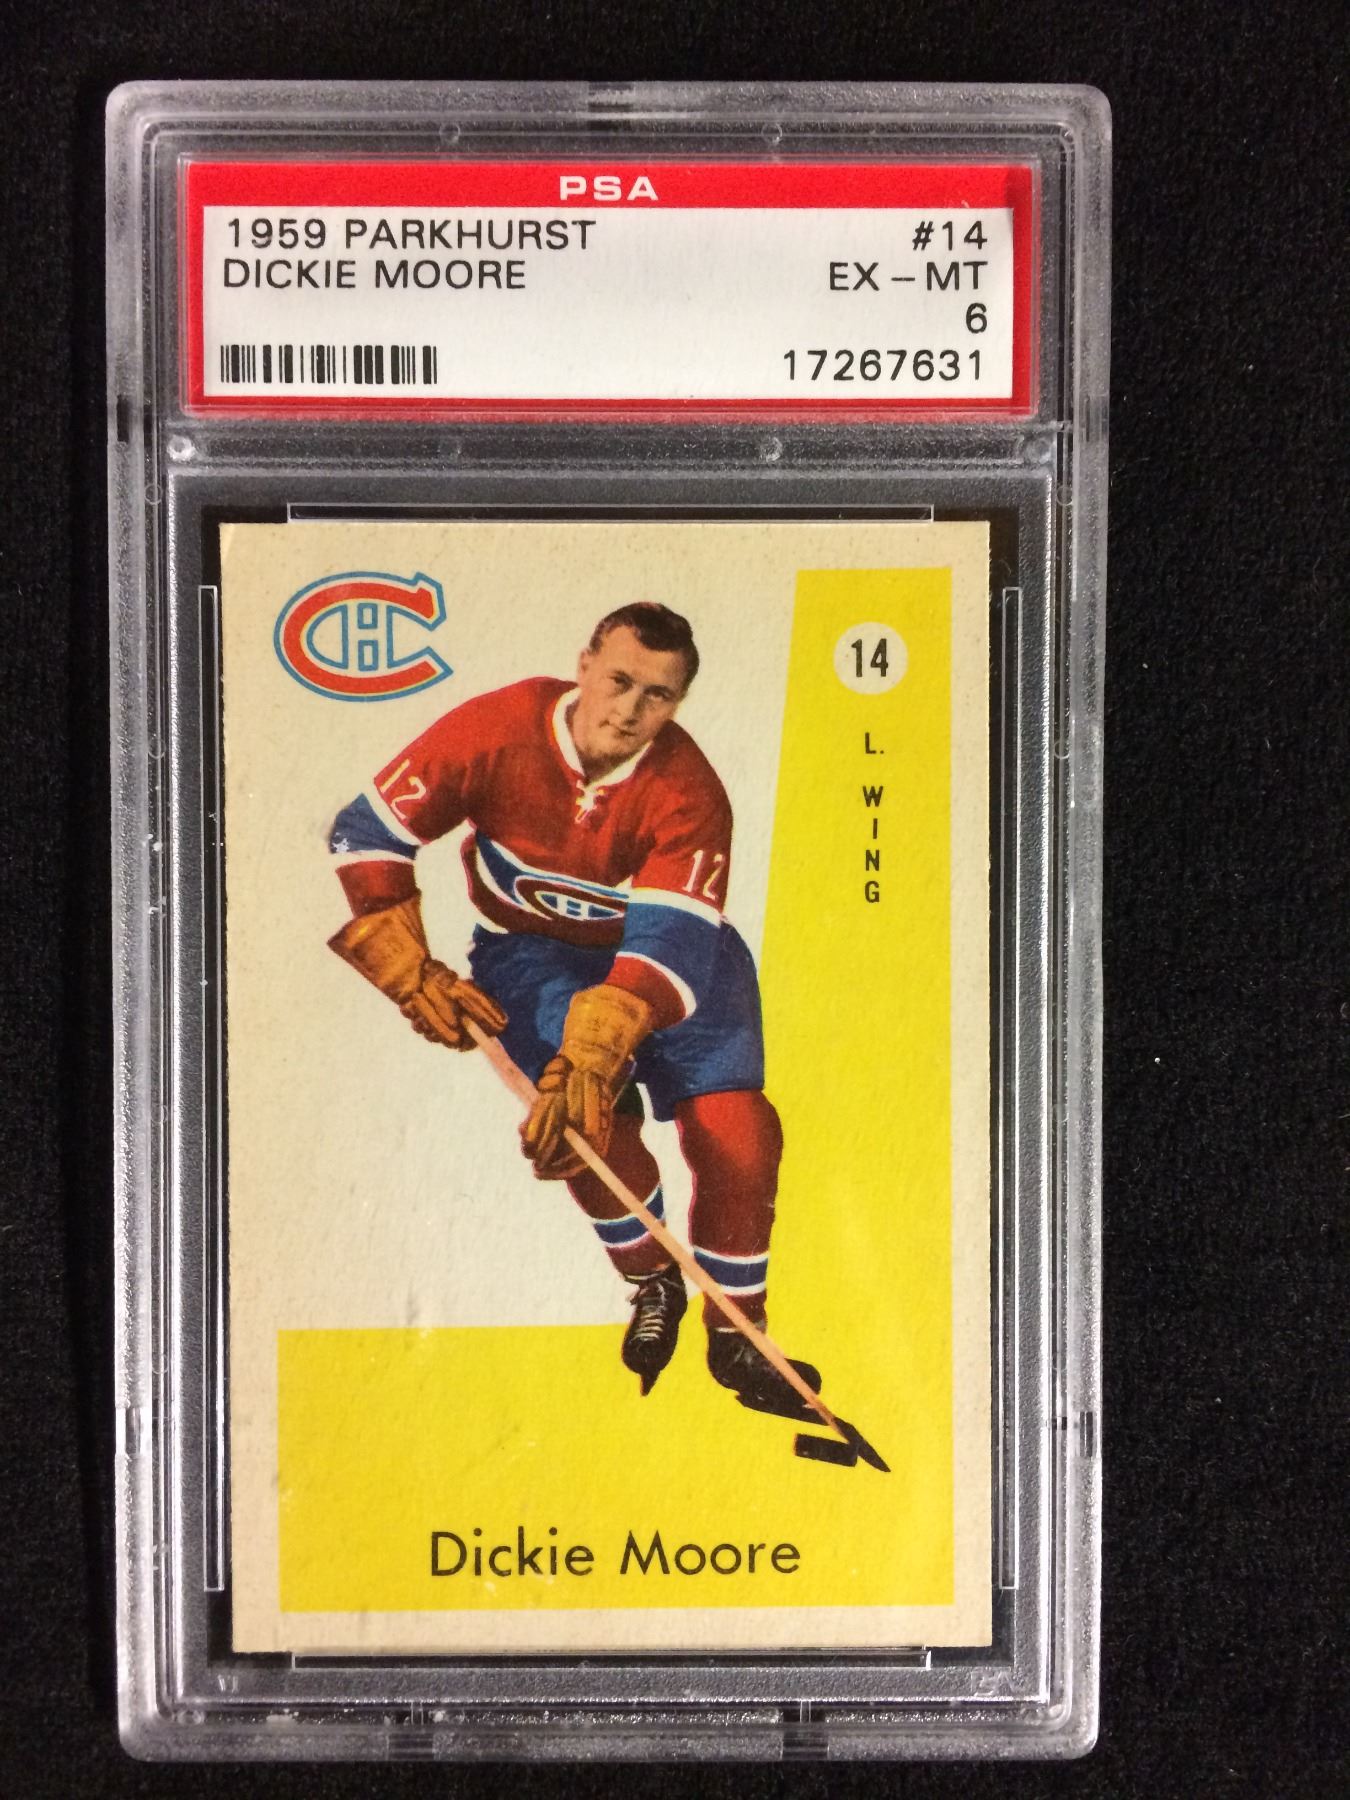 PSA
1959 PARKHURST #14
DICKIE MOORE EX-MT
6
17267631
14
L.
WING
12
12
Dickie Moore